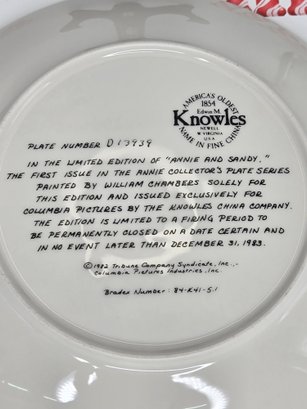 AMERICA'S OLDEST
1854
Edwin M.
Knowles
NEWELL
W. VIRGINIA
U.S.A.
NAME IN FINE CHINA
PLATE NUMBER D13939
IN THE LIMITED EDITION OF "ANNIE AND SANDY,"
THE FIRST ISSUE IN THE ANNIE COLLECTOR'S PLATE SERIES
PAINTED BY WILLIAM CHAMBERS SOLELY FOR
THIS EDITION AND ISSUED EXCLUSIVELY FOR
COLUMBIA PICTURES BY THE KNOWLES CHINA COMPANY.
THE EDITION IS LIMITED TO A FIRING PERIOD TO
BE PERMANENTLY CLOSED ON A DATE CERTAIN AND
IN NO EVENT LATER THAN DECEMBER 31, 1983.
©1982 Tribune Company Syndicate, Inc.,
Columbia Pictures Industries, Inc.
Bradex Number: 84-K41-5.1